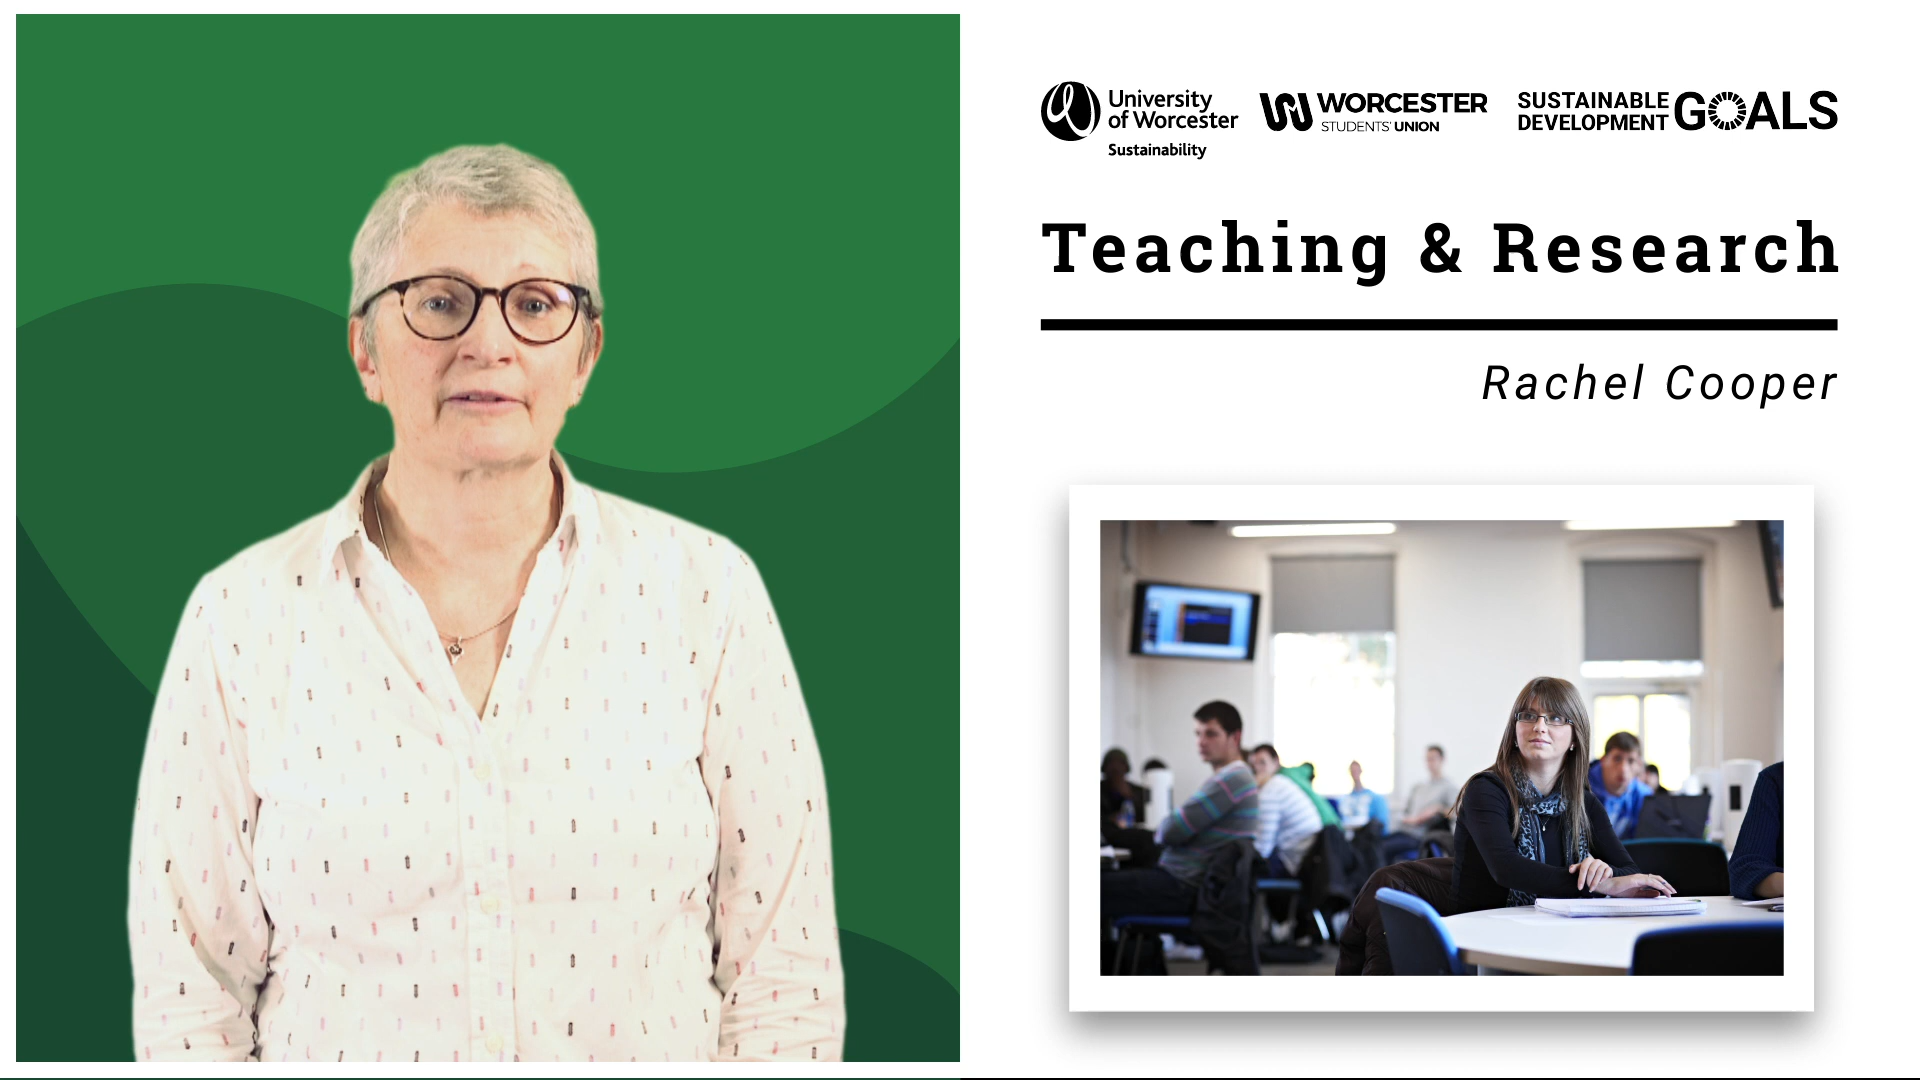 University
of Worcester
Sustainability
WORCESTER
STUDENTS' UNION
SUSTAINABLE
DEVELOPMENT
GOALS
Teaching & Research
Rachel Cooper